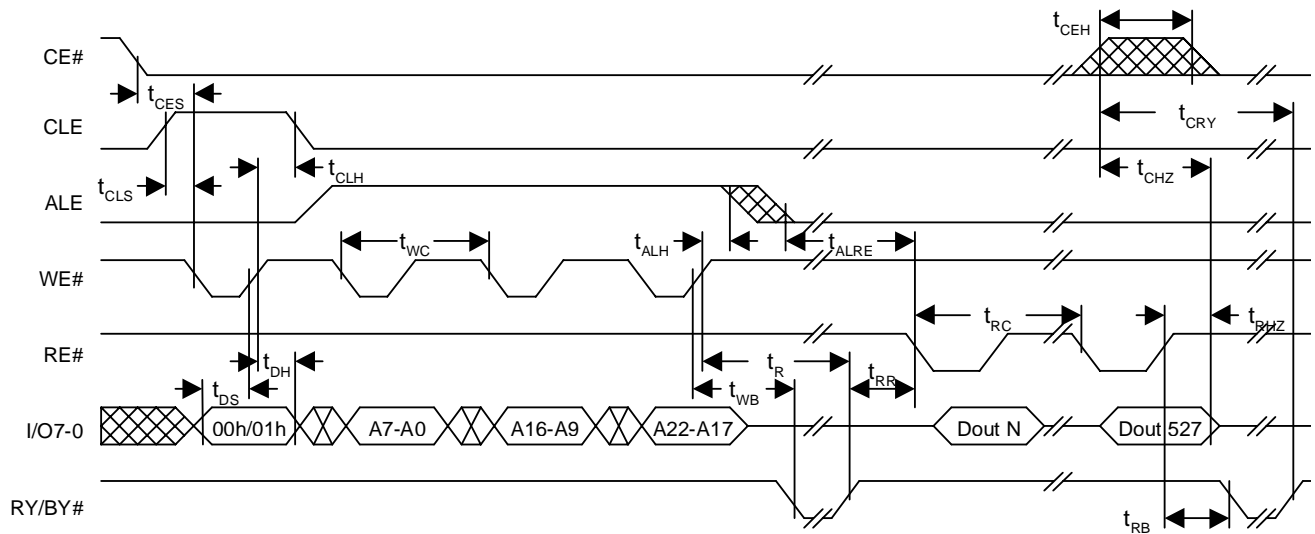 tCEH
CE#
tCES
tCRY
CLE
tCLH
tCHZ
tCLS
ALE
tWC
tALH
tALRE
WE#
tRC
tRHZ
RE#
tDH
tR
tRR
tDS
tWB
I/O7-0
00h/01h
A7-A0
A16-A9
A22-A17
Dout N
Dout 527
RY/BY#
tRB